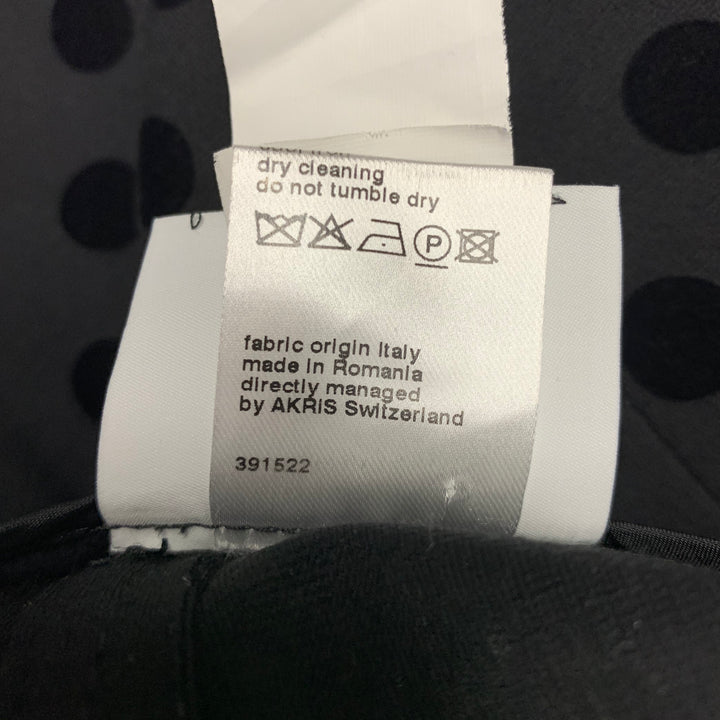 dry cleaning
do not tumble dry
P
fabric origin Italy
made in Romania
directly managed
by AKRIS Switzerland
391522